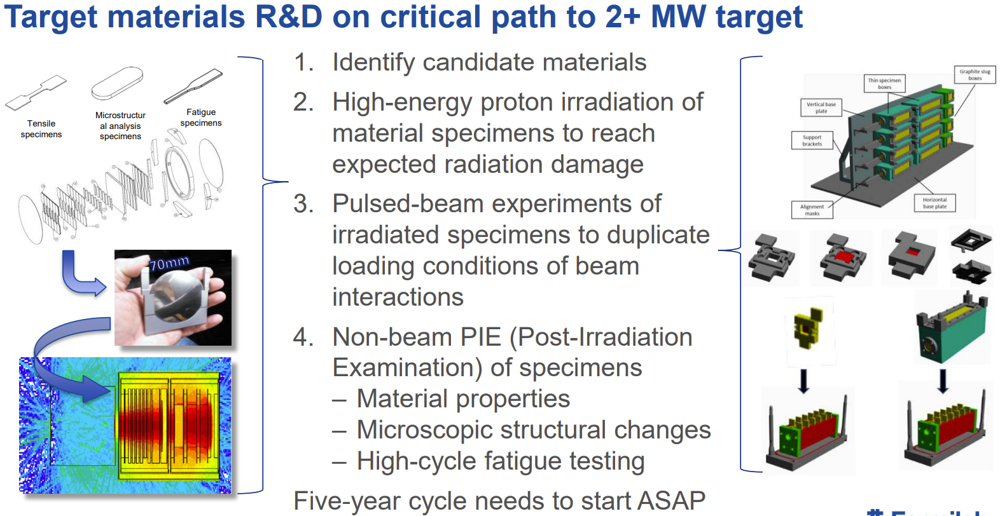 Target materials R&D on critical path to 2+ MW target
Tensile
specimens
Microstructur
al analysis
specimens
Fatigue
specimens
70mm
1. Identify candidate materials
2. High-energy proton irradiation of
material specimens to reach
expected radiation damage
3. Pulsed-beam experiments of
irradiated specimens to duplicate
loading conditions of beam
interactions
4. Non-beam PIE (Post-Irradiation
Examination) of specimens
– Material properties
– Microscopic structural changes
– High-cycle fatigue testing
Five-year cycle needs to start ASAP
Graphite slug
boxes
Thin specimen
boxes
Vertical base
plate
Support
brackets
Alignment
masks
Horizontal
base plate